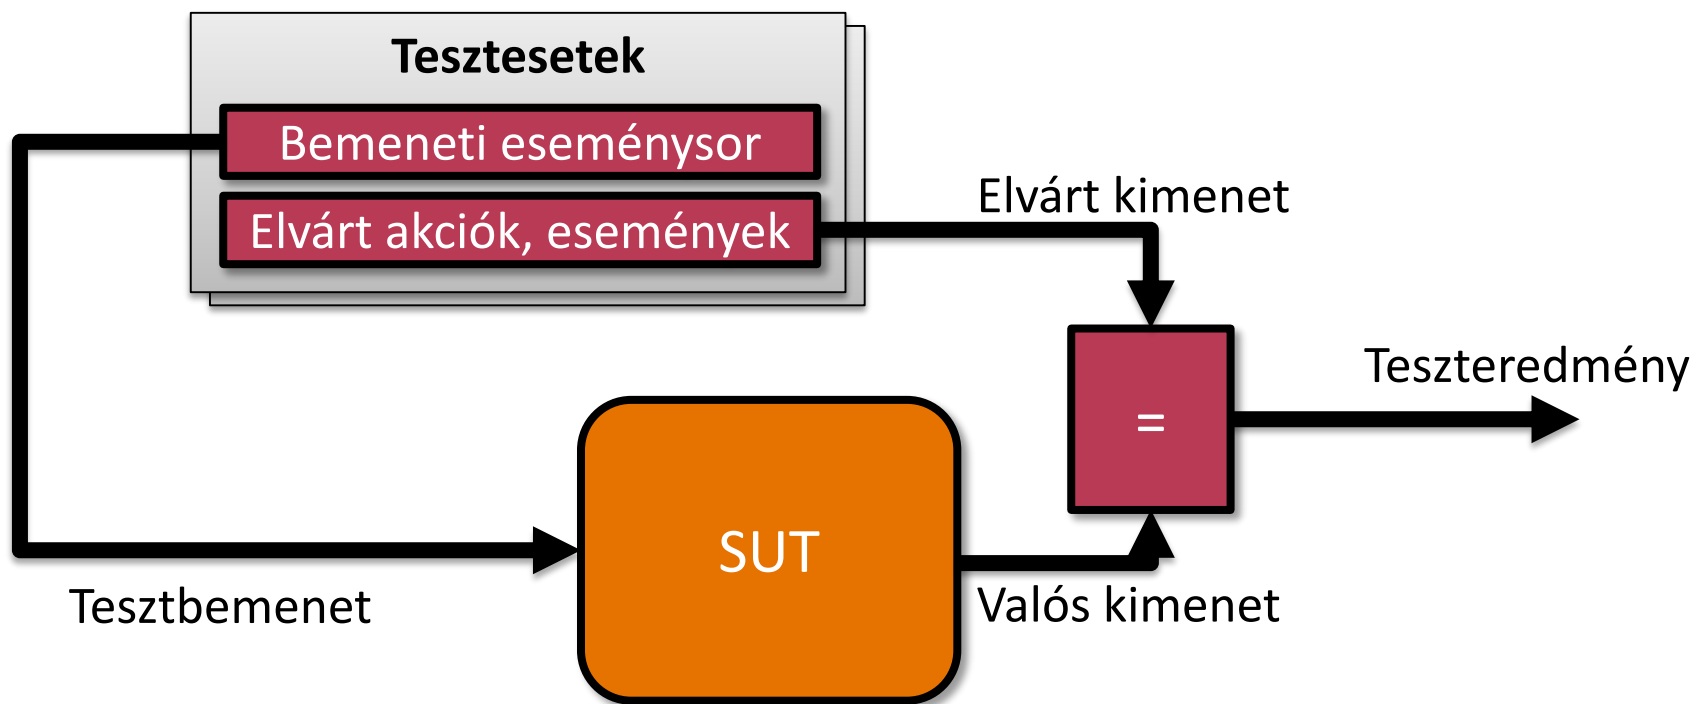 Tesztesetek
Bemeneti eseménysor
Elvárt akciók, események
Elvárt kimenet
Teszteredmény
=
SUT
Tesztbemenet
Valós kimenet